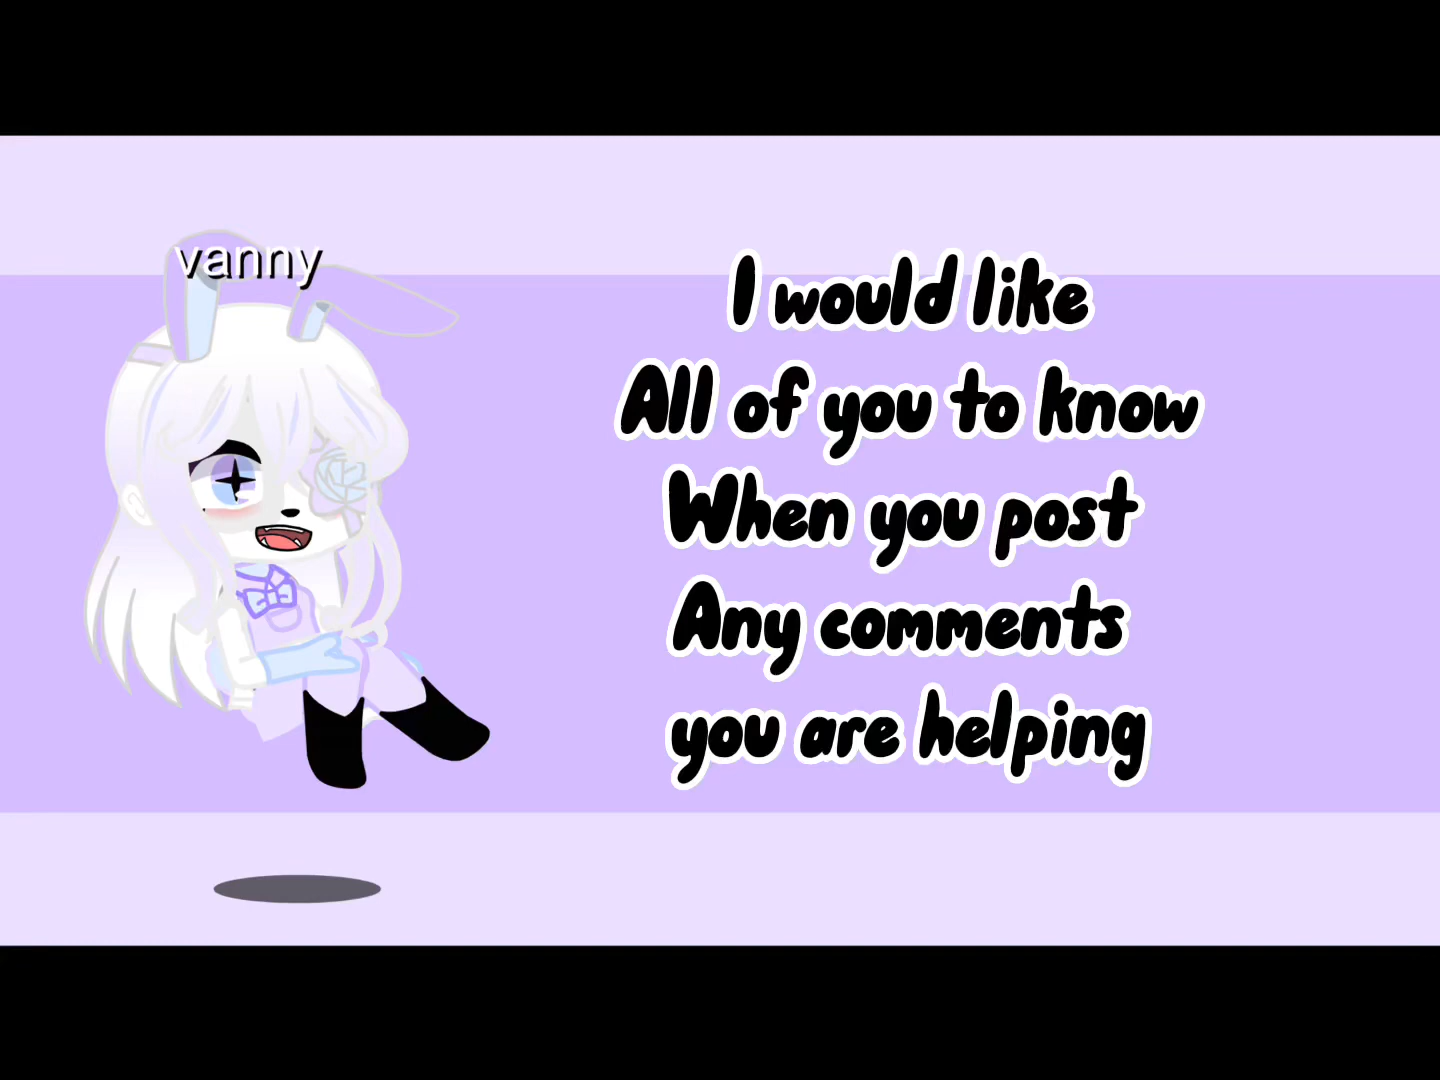 vanny
I would like
All of you to know
When you post
Any comments
you are helping